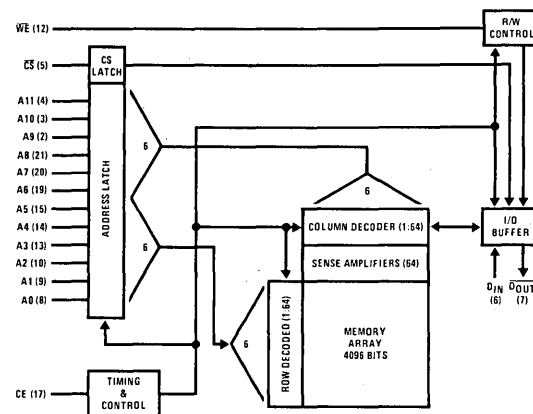 W̅E̅ (12)
R/W
CONTROL
C̅S̅ (5)
CS
LATCH
A11 (4)
A10 (3)
A9 (2)
A8 (21)
A7 (20)
A6 (19)
A5 (15)
A4 (14)
A3 (13)
A2 (10)
A1 (9)
A0 (8)
ADDRESS LATCH
6
6
6
COLUMN DECODER (1:64)
SENSE AMPLIFIERS (64)
I/O
BUFFER
DIN
(6)
D̅O̅U̅T̅
(7)
6
ROW DECODED (1:64)
MEMORY
ARRAY
4096 BITS
CE (17)
TIMING
&
CONTROL